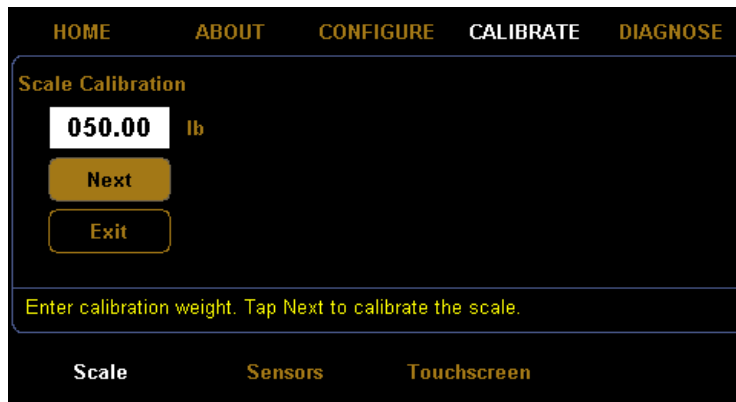 HOME ABOUT CONFIGURE CALIBRATE DIAGNOSE
Scale Calibration
050.00 lb
Next
Exit
Enter calibration weight. Tap Next to calibrate the scale.
Scale Sensors Touchscreen